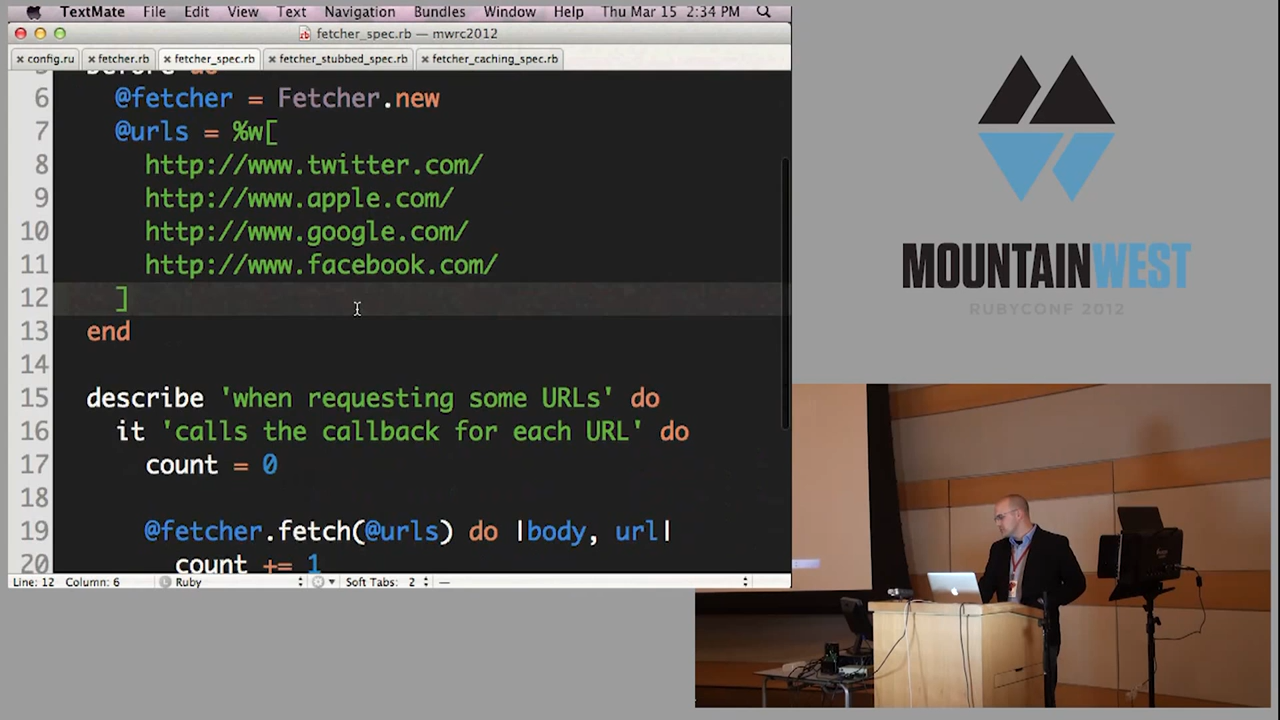 TextMate File Edit View Text Navigation Bundles Window Help Thu Mar 15 2:34 PM
fetcher_spec.rb — mwrc2012
config.ru fetcher.rb fetcher_spec.rb fetcher_stubbed_spec.rb fetcher_caching_spec.rb
before do
6 @fetcher = Fetcher.new
7 @urls = %w[
8 http://www.twitter.com/
9 http://www.apple.com/
10 http://www.google.com/
11 http://www.facebook.com/
12 ]
13 end
14
15 describe 'when requesting some URLs' do
16 it 'calls the callback for each URL' do
17 count = 0
18
19 @fetcher.fetch(@urls) do |body, url|
20 count += 1
Line: 12 Column: 6 Ruby Soft Tabs: 2 —
MOUNTAINWEST
RUBYCONF 2012